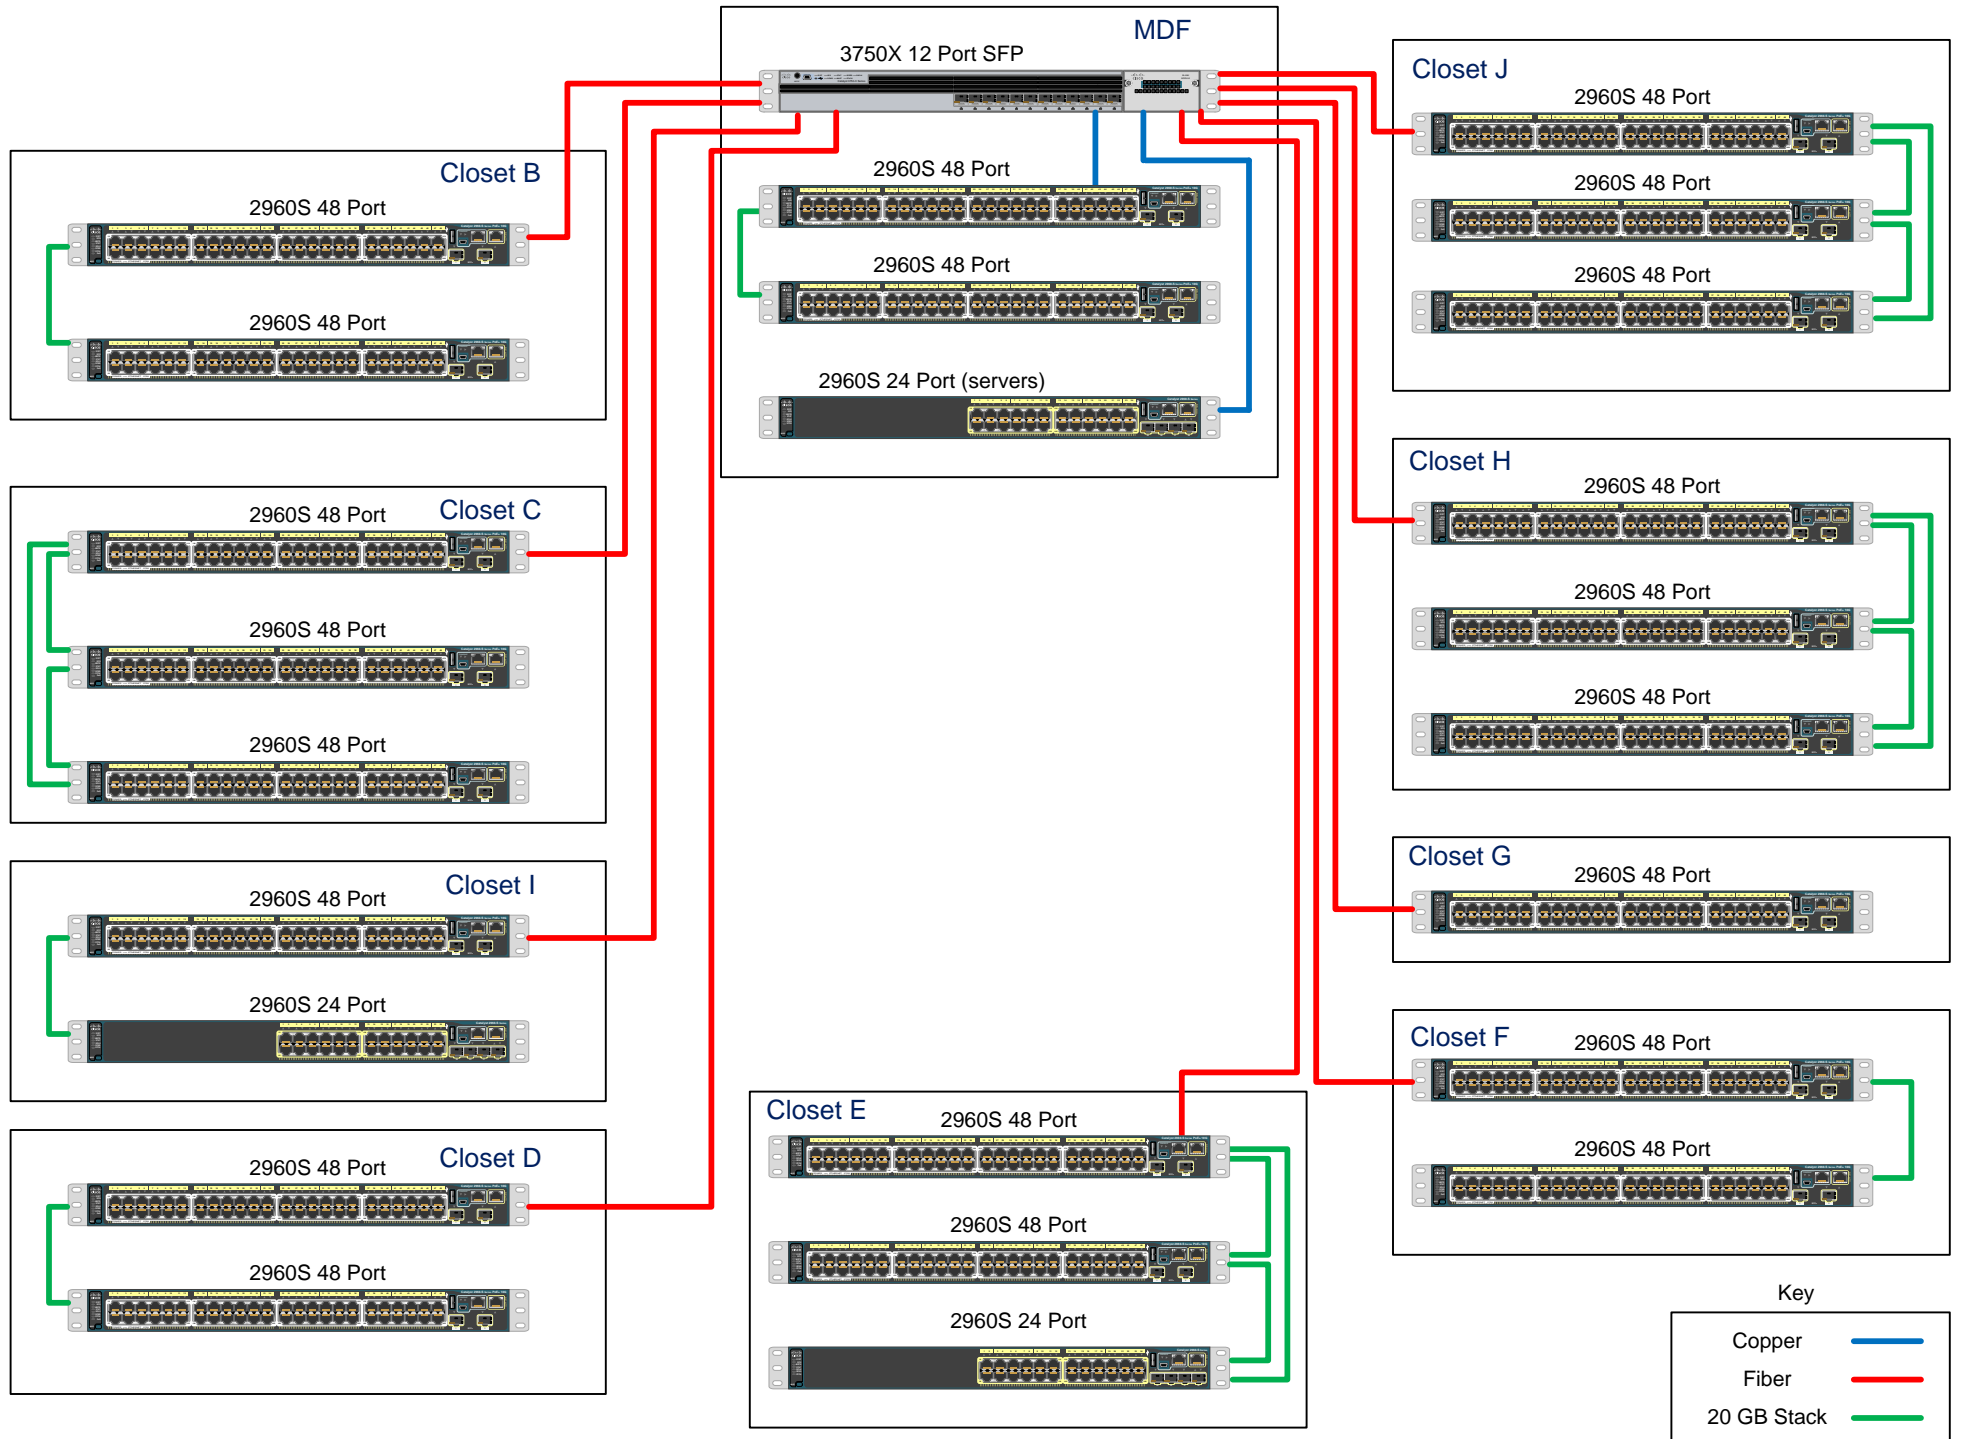 MDF
3750X 12 Port SFP
2960S 48 Port
2960S 48 Port
2960S 24 Port (servers)
Closet B
2960S 48 Port
2960S 48 Port
Closet C
2960S 48 Port
2960S 48 Port
2960S 48 Port
Closet I
2960S 48 Port
2960S 24 Port
Closet D
2960S 48 Port
2960S 48 Port
Closet E
2960S 48 Port
2960S 48 Port
2960S 24 Port
Closet J
2960S 48 Port
2960S 48 Port
2960S 48 Port
Closet H
2960S 48 Port
2960S 48 Port
2960S 48 Port
Closet G
2960S 48 Port
Closet F
2960S 48 Port
2960S 48 Port
Key
Copper
Fiber
20 GB Stack